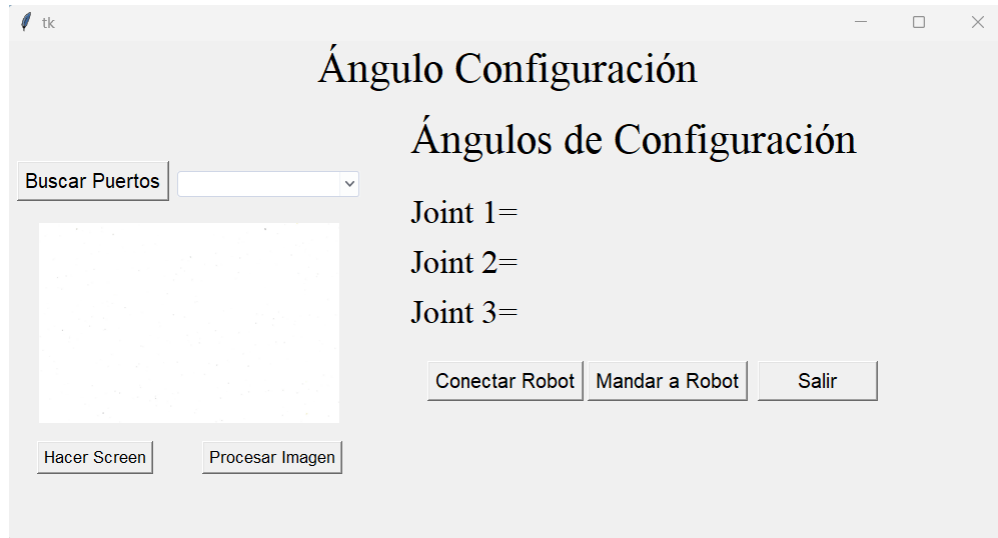 tk
Ángulo Configuración
Ángulos de Configuración
Buscar Puertos
Joint 1=
Joint 2=
Joint 3=
Conectar Robot Mandar a Robot Salir
Hacer Screen Procesar Imagen